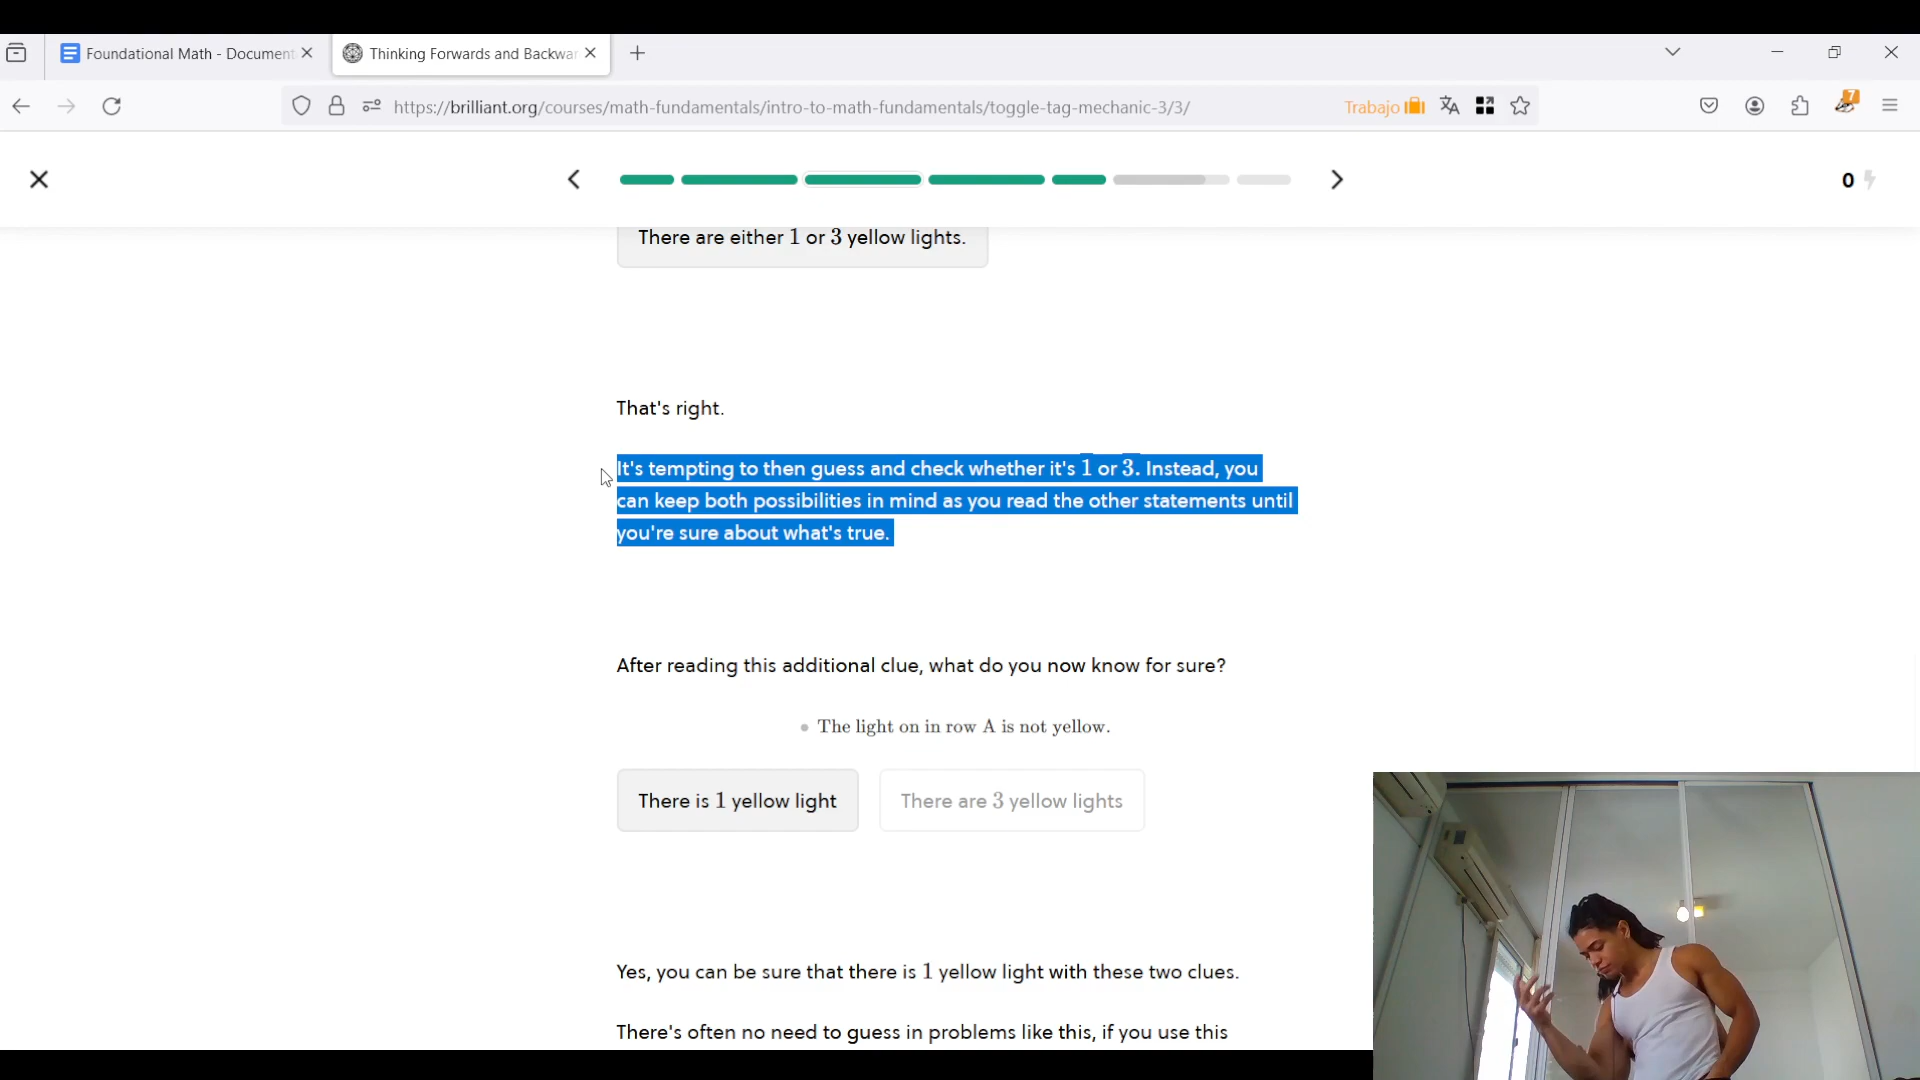 Foundational Math - Document
Thinking Forwards and Backwar
https://brilliant.org/courses/math-fundamentals/intro-to-math-fundamentals/toggle-tag-mechanic-3/3/
Trabajo
7
0
There are either 1 or 3 yellow lights.
That's right.
It's tempting to then guess and check whether it's 1 or 3. Instead, you
can keep both possibilities in mind as you read the other statements until
you're sure about what's true.
After reading this additional clue, what do you now know for sure?
• The light on in row A is not yellow.
There is 1 yellow light
There are 3 yellow lights
Yes, you can be sure that there is 1 yellow light with these two clues.
There's often no need to guess in problems like this, if you use this